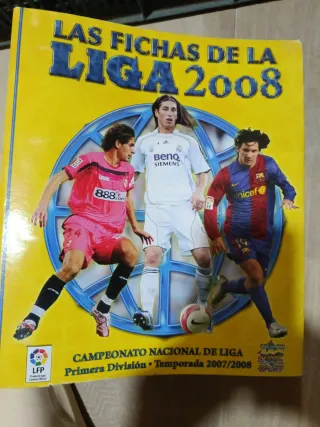 LAS FICHAS DE LA
LIGA 2008
888.com
BenQ
SIEMENS
unicef
CAMPEONATO NACIONAL DE LIGA
Primera División - Temporada 2007/2008
LFP